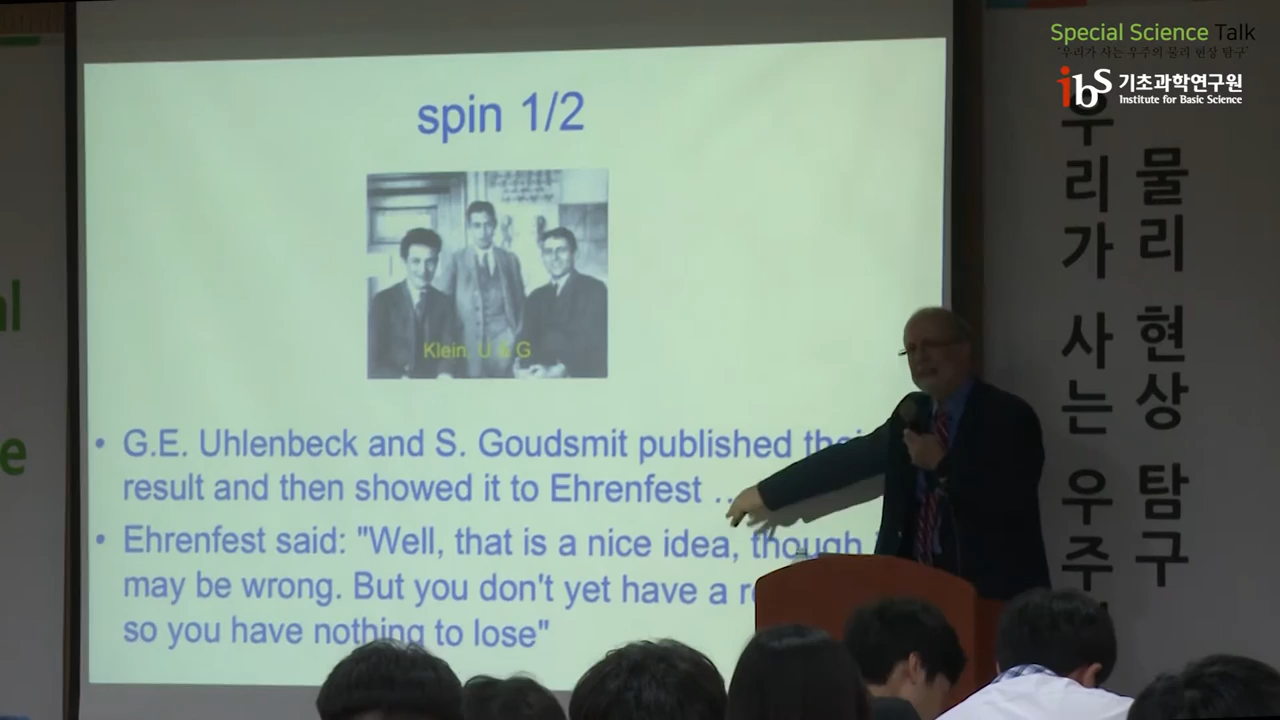 Special Science Talk
'우리가 사는 우주의 물리 현상 탐구'
ibs 기초과학연구원
Institute for Basic Science
spin 1/2
Klein, U & G
• G.E. Uhlenbeck and S. Goudsmit published
result and then showed it to Ehrenfest ..
• Ehrenfest said: "Well, that is a nice idea, though
may be wrong. But you don't yet have a
so you have nothing to lose"
우리가 사는 우주
물리 현상 탐구
al
e